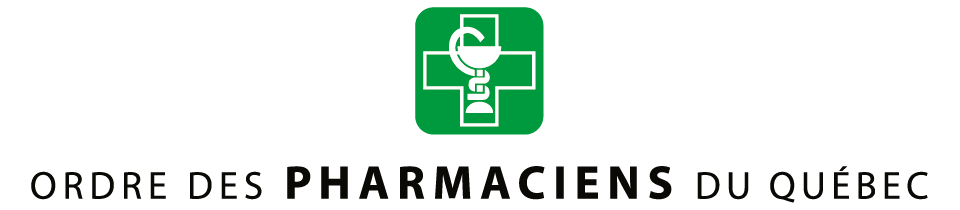 ORDRE DES PHARMACIENS DU QUÉBEC